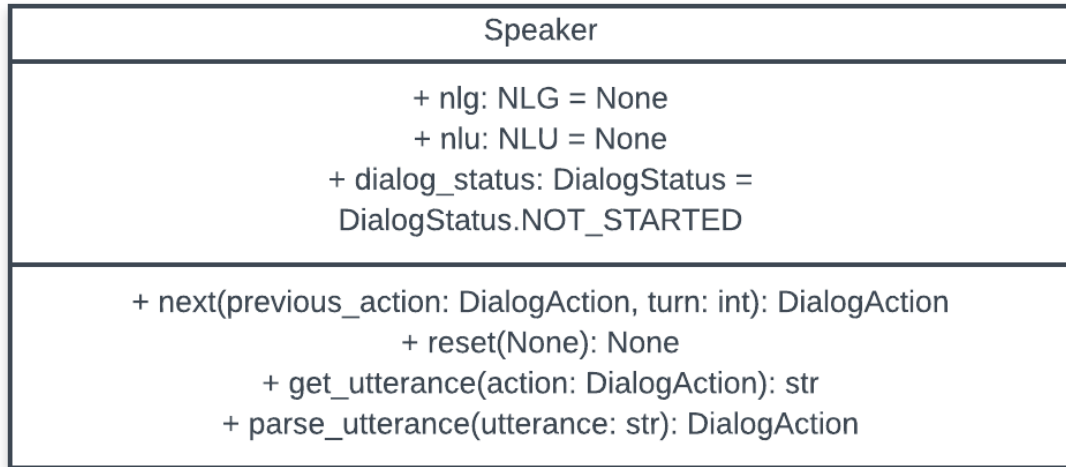 Speaker
+ nlg: NLG = None
+ nlu: NLU = None
+ dialog_status: DialogStatus =
DialogStatus.NOT_STARTED
+ next(previous_action: DialogAction, turn: int): DialogAction
+ reset(None): None
+ get_utterance(action: DialogAction): str
+ parse_utterance(utterance: str): DialogAction